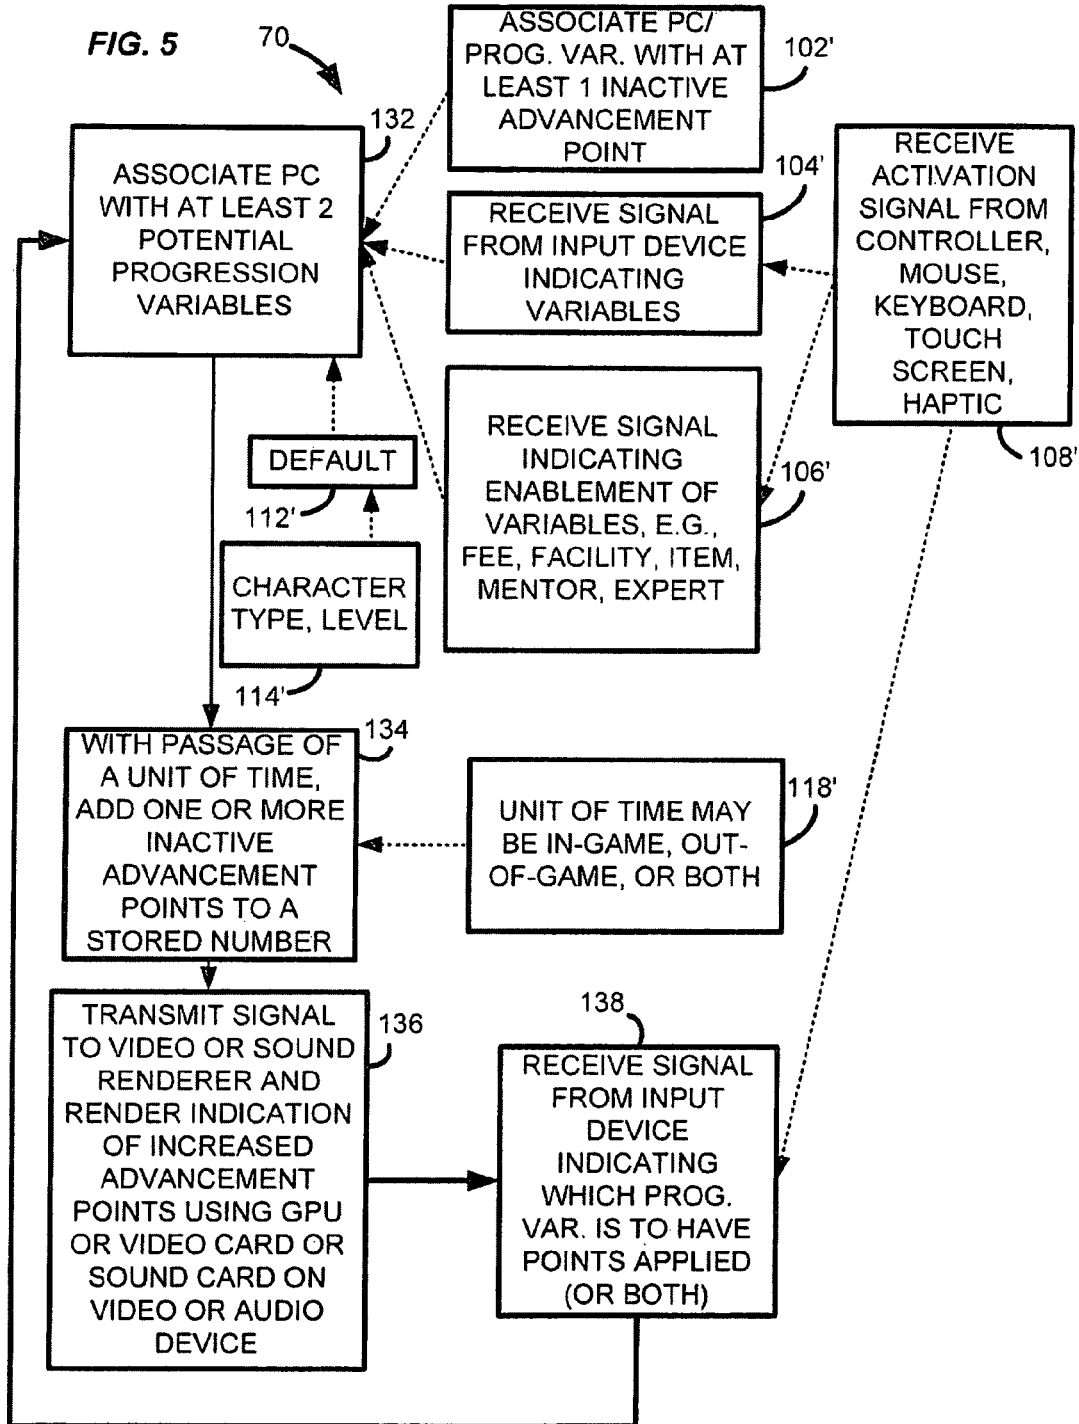 FIG. 5
70
ASSOCIATE PC/
PROG. VAR. WITH AT
LEAST 1 INACTIVE
ADVANCEMENT
POINT
102'
132
ASSOCIATE PC
WITH AT LEAST 2
POTENTIAL
PROGRESSION
VARIABLES
104'
RECEIVE SIGNAL
FROM INPUT DEVICE
INDICATING
VARIABLES
RECEIVE
ACTIVATION
SIGNAL FROM
CONTROLLER,
MOUSE,
KEYBOARD,
TOUCH
SCREEN,
HAPTIC
108'
RECEIVE SIGNAL
INDICATING
ENABLEMENT OF
VARIABLES, E.G.,
FEE, FACILITY, ITEM,
MENTOR, EXPERT
106'
DEFAULT
112'
CHARACTER
TYPE, LEVEL
114'
134
WITH PASSAGE OF
A UNIT OF TIME,
ADD ONE OR MORE
INACTIVE
ADVANCEMENT
POINTS TO A
STORED NUMBER
UNIT OF TIME MAY
BE IN-GAME, OUT-
OF-GAME, OR BOTH
118'
TRANSMIT SIGNAL
TO VIDEO OR SOUND
RENDERER AND
RENDER INDICATION
OF INCREASED
ADVANCEMENT
POINTS USING GPU
OR VIDEO CARD OR
SOUND CARD ON
VIDEO OR AUDIO
DEVICE
136
138
RECEIVE SIGNAL
FROM INPUT
DEVICE
INDICATING
WHICH PROG.
VAR. IS TO HAVE
POINTS APPLIED
(OR BOTH)